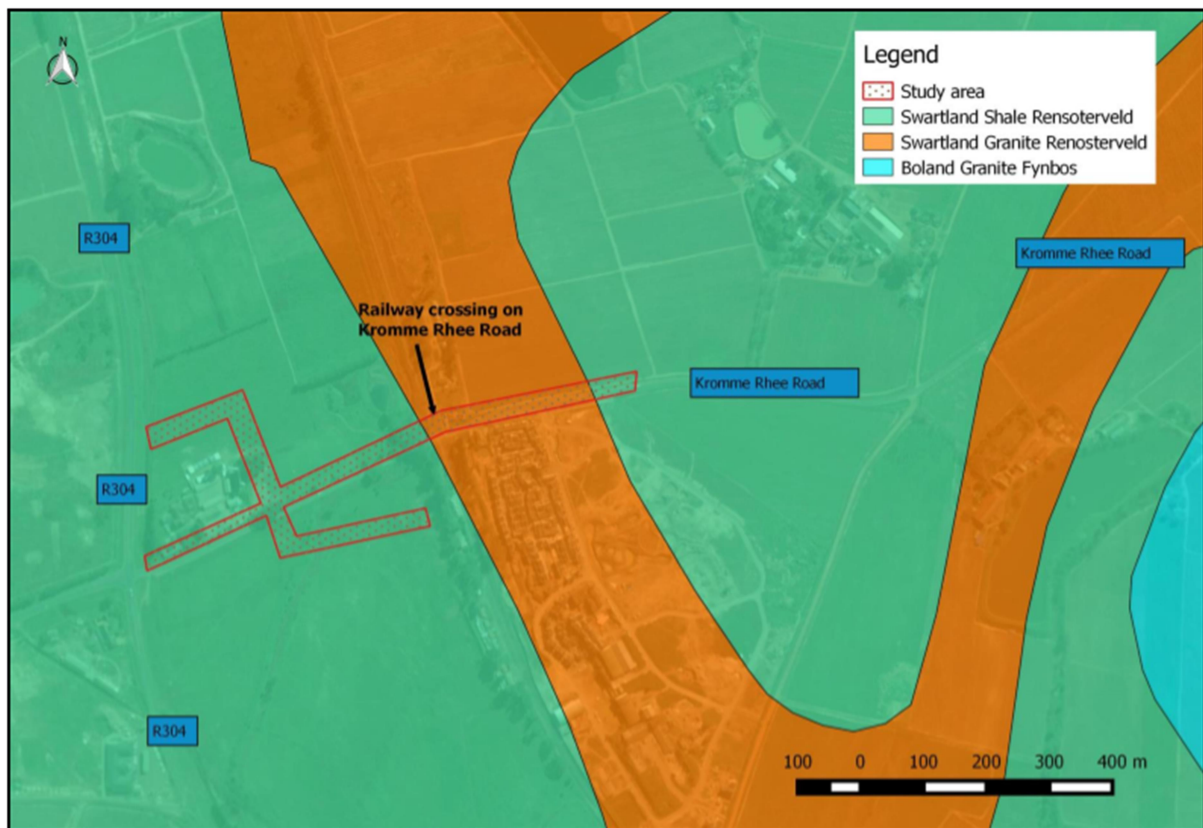 N
Legend
Study area
Swartland Shale Rensoterveld
Swartland Granite Renosterveld
Boland Granite Fynbos
R304
Kromme Rhee Road
Railway crossing on
Kromme Rhee Road
Kromme Rhee Road
R304
R304
100 0 100 200 300 400 m